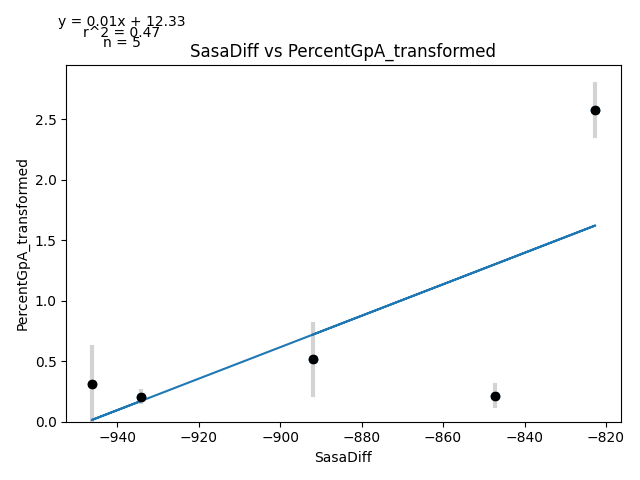 y = 0.01x + 12.33
r^2 = 0.47
n = 5
SasaDiff vs PercentGpA_transformed
PercentGpA_transformed
2.5
2.0
1.5
1.0
0.5
0.0
−940 −920 −900 −880 −860 −840 −820
SasaDiff